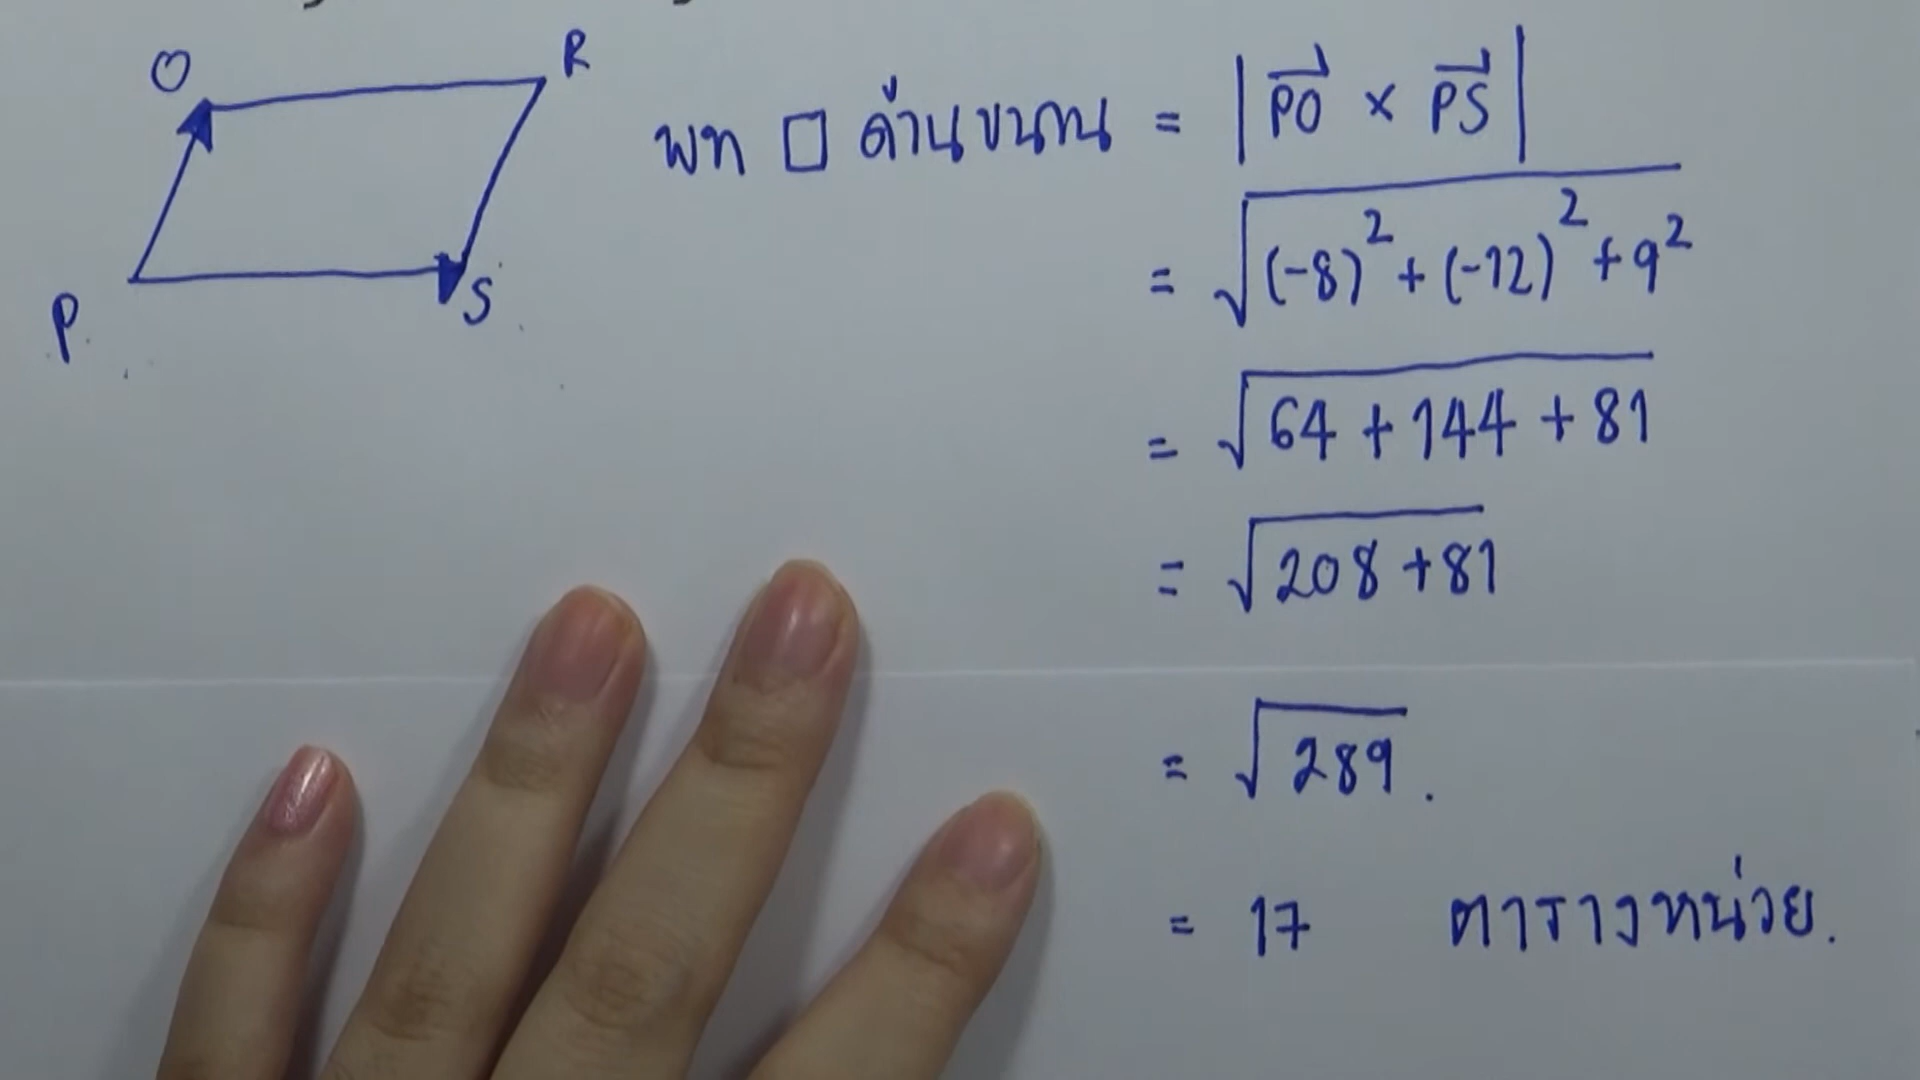 O
R
P
S
พท □ ด้านขนาน = |PO × PS|
= √(-8)² + (-12)² + 9²
= √64 + 144 + 81
= √208 + 81
= √289.
= 17 ตารางหน่วย.